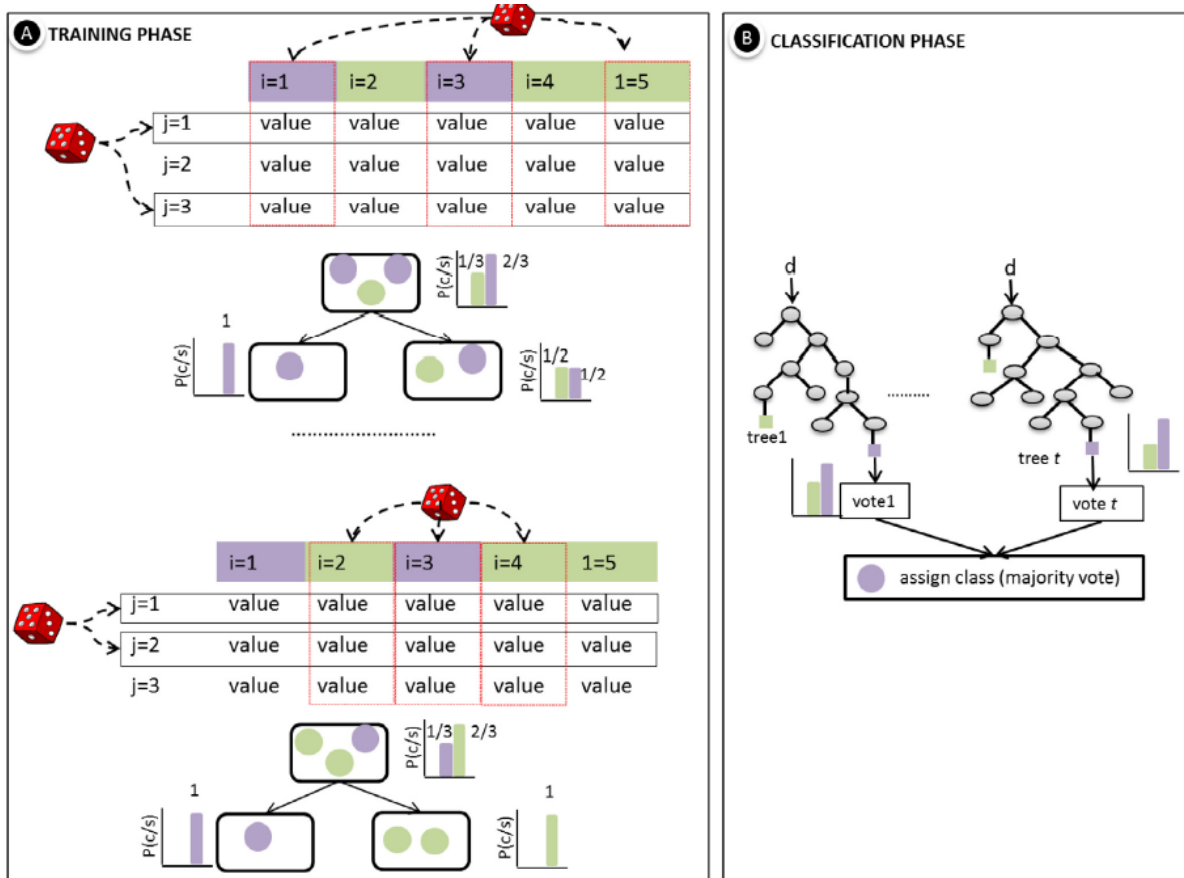 A TRAINING PHASE
i=1 i=2 i=3 i=4 1=5
j=1 value value value value value
j=2 value value value value value
j=3 value value value value value
P(c/s) 1/3 2/3
P(c/s) 1
P(c/s) 1/2 1/2
i=1 i=2 i=3 i=4 1=5
j=1 value value value value value
j=2 value value value value value
j=3 value value value value value
P(c/s) 1/3 2/3
P(c/s) 1
P(c/s) 1
B CLASSIFICATION PHASE
d d
tree1
tree t
vote1 vote t
assign class (majority vote)